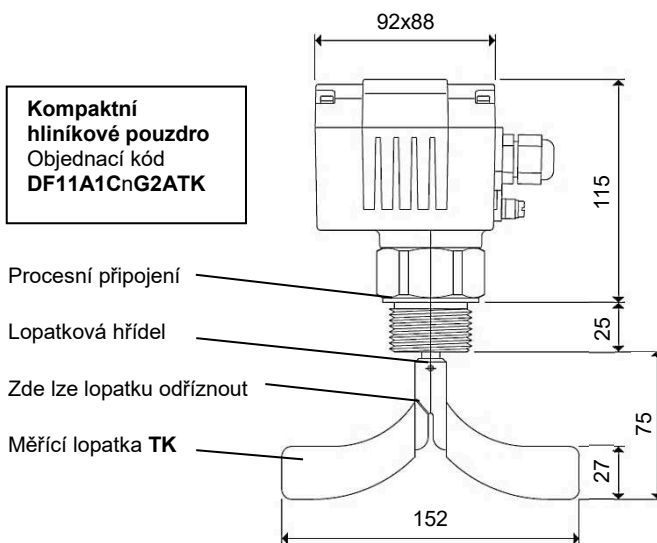 92x88
Kompaktní
hliníkové pouzdro
Objednací kód
DF11A1CnG2ATK
115
Procesní připojení
25
Lopatková hřídel
Zde lze lopatku odříznout
75
Měřící lopatka TK
27
152